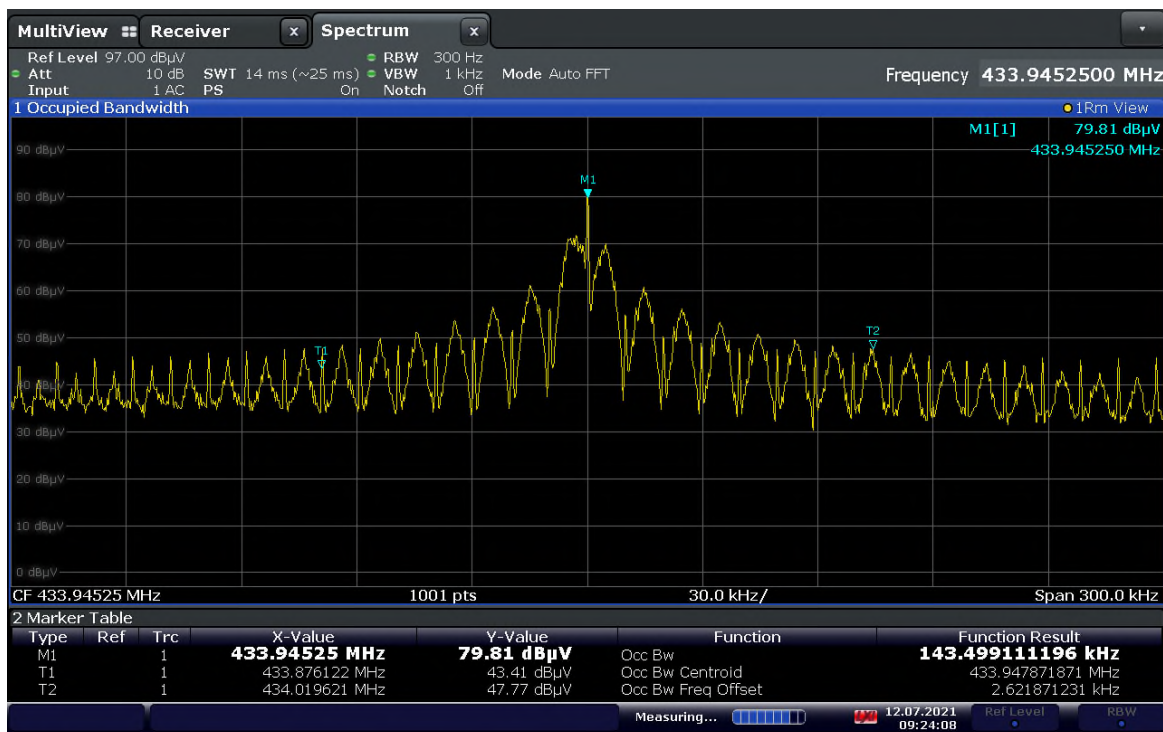 MultiView Receiver x Spectrum x
Ref Level 97.00 dBµV RBW 300 Hz
Att 10 dB SWT 14 ms (~25 ms) VBW 1 kHz Mode Auto FFT Frequency 433.9452500 MHz
Input 1 AC PS On Notch Off
1 Occupied Bandwidth 1Rm View
M1[1] 79.81 dBµV
433.945250 MHz
90 dBµV
M1
80 dBµV
70 dBµV
60 dBµV
50 dBµV
T1
T2
30 dBµV
20 dBµV
10 dBµV
0 dBµV
CF 433.94525 MHz 1001 pts 30.0 kHz/ Span 300.0 kHz
2 Marker Table
Type Ref Trc X-Value Y-Value Function Function Result
M1 1 433.94525 MHz 79.81 dBµV Occ Bw 143.499111196 kHz
T1 1 433.876122 MHz 43.41 dBµV Occ Bw Centroid 433.947871871 MHz
T2 1 434.019621 MHz 47.77 dBµV Occ Bw Freq Offset 2.621871231 kHz
Measuring... 12.07.2021 Ref Level RBW
09:24:08